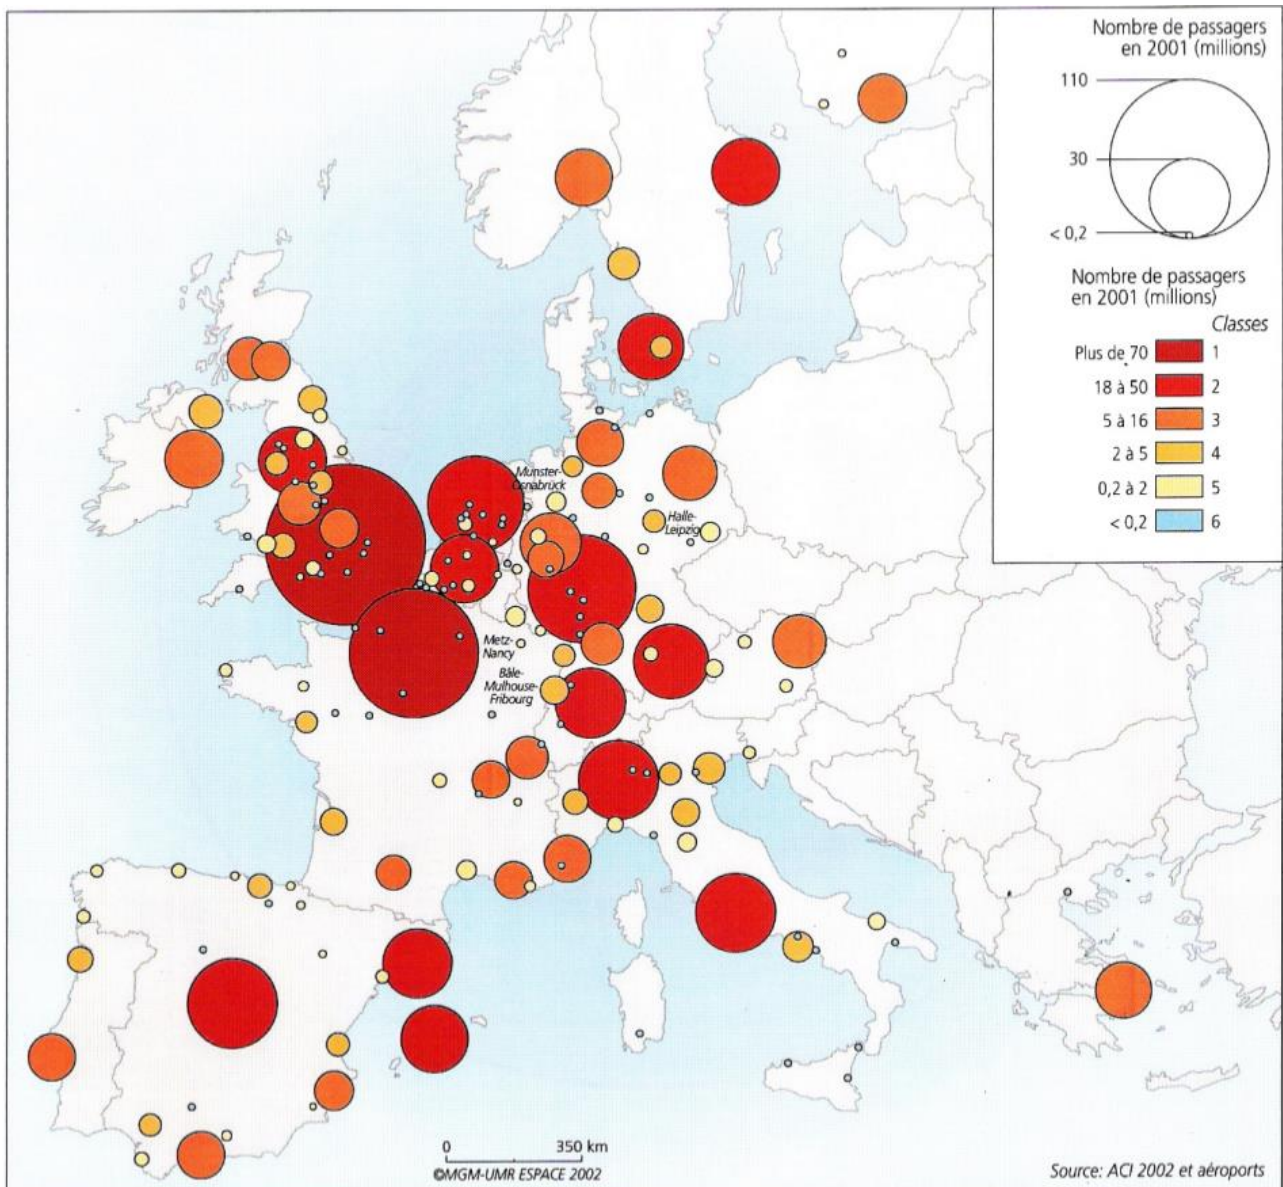 Nombre de passagers
en 2001 (millions)
110
30
< 0,2
Nombre de passagers
en 2001 (millions)
Classes
Plus de 70
1
18 à 50
2
5 à 16
3
2 à 5
4
0,2 à 2
5
< 0,2
6
Munster-
Osnabrück
Halle-
Leipzig
Metz-
Nancy
Bâle-
Mulhouse-
Fribourg
0
350 km
©MGM-UMR ESPACE 2002
Source: ACI 2002 et aéroports